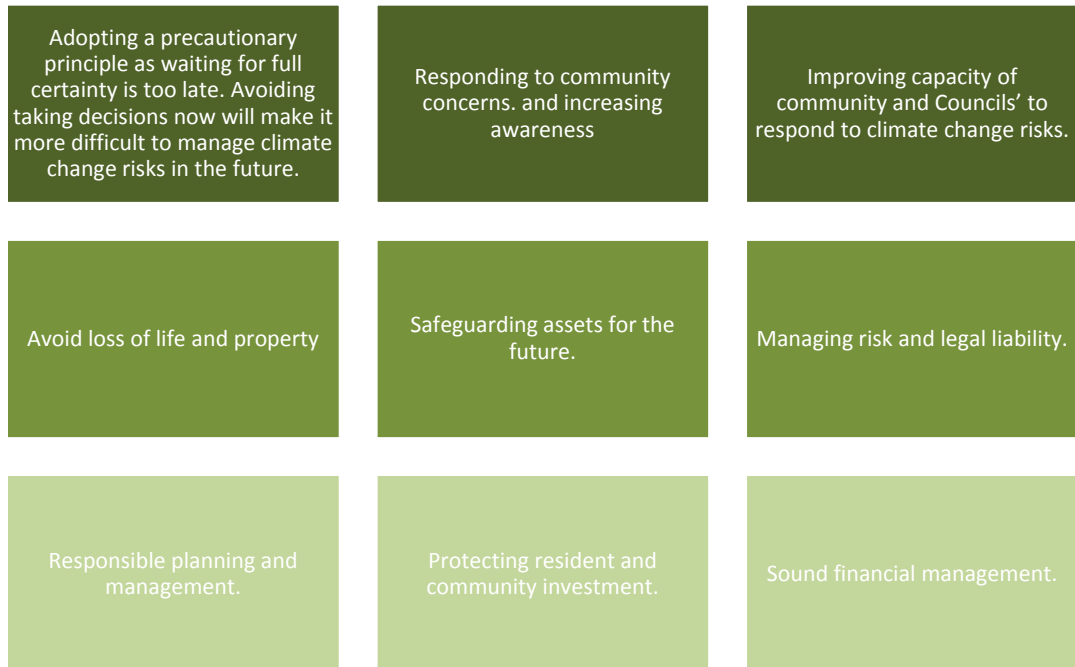 Adopting a precautionary
principle as waiting for full
certainty is too late. Avoiding
taking decisions now will make it
more difficult to manage climate
change risks in the future.
Responding to community
concerns. and increasing
awareness
Improving capacity of
community and Councils’ to
respond to climate change risks.
Avoid loss of life and property
Safeguarding assets for the
future.
Managing risk and legal liability.
Responsible planning and
management.
Protecting resident and
community investment.
Sound financial management.